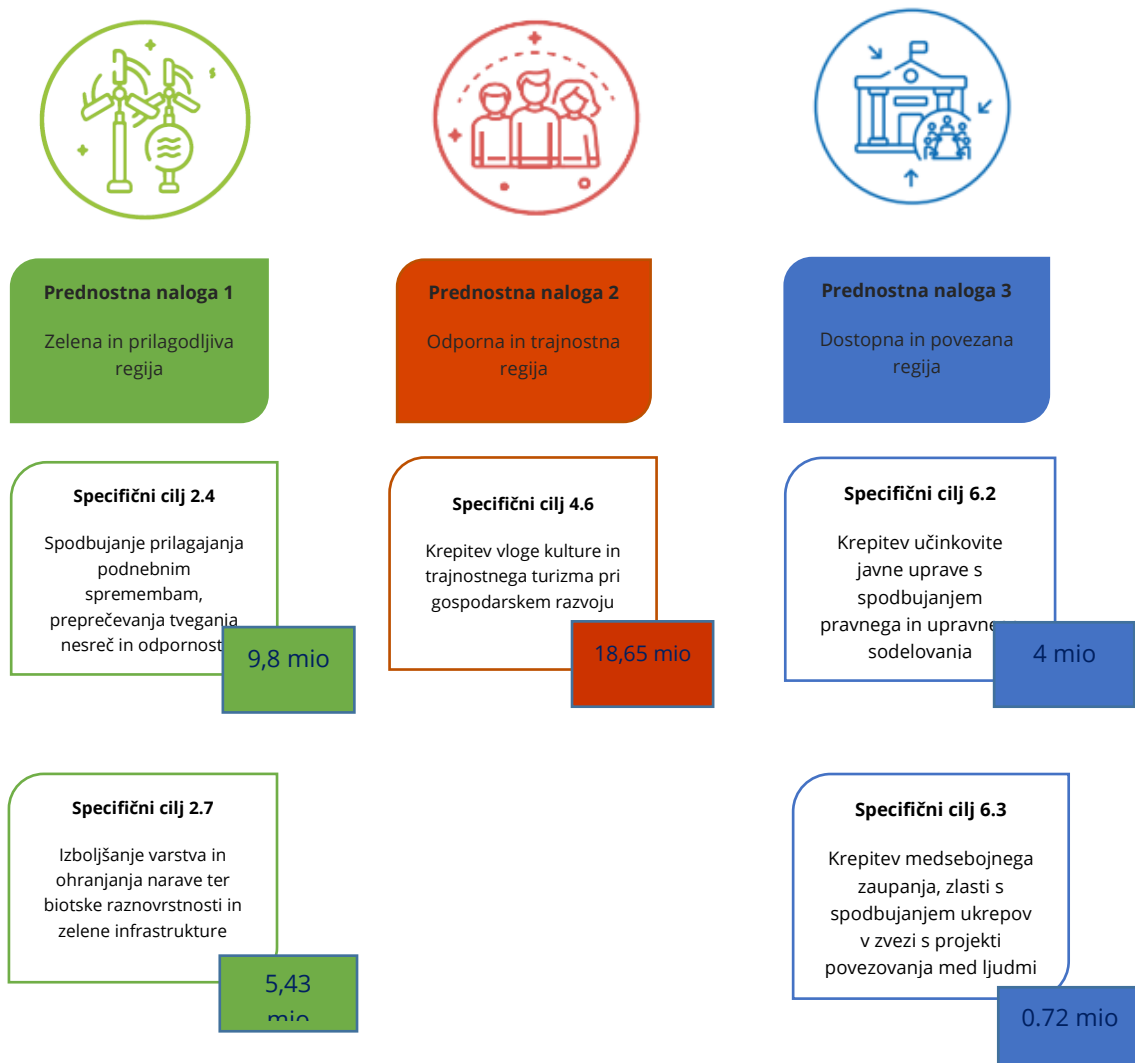 Prednostna naloga 1
Zelena in prilagodljiva
regija
Prednostna naloga 2
Odporna in trajnostna
regija
Prednostna naloga 3
Dostopna in povezana
regija
Specifični cilj 2.4
Spodbujanje prilagajanja
podnebnim
spremembam,
preprečevanja tveganja
nesreč in odpornosti
9,8 mio
Specifični cilj 4.6
Krepitev vloge kulture in
trajnostnega turizma pri
gospodarskem razvoju
18,65 mio
Specifični cilj 6.2
Krepitev učinkovite
javne uprave s
spodbujanjem
pravnega in upravnega
sodelovanja
4 mio
Specifični cilj 2.7
Izboljšanje varstva in
ohranjanja narave ter
biotske raznovrstnosti in
zelene infrastrukture
5,43
mio
Specifični cilj 6.3
Krepitev medsebojnega
zaupanja, zlasti s
spodbujanjem ukrepov
v zvezi s projekti
povezovanja med ljudmi
0.72 mio